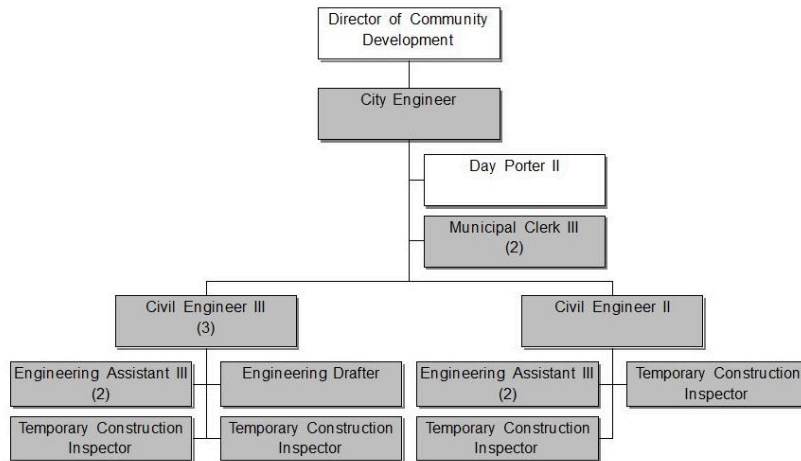 Director of Community
Development
City Engineer
Day Porter II
Municipal Clerk III
(2)
Civil Engineer III
(3)
Civil Engineer II
Engineering Assistant III
(2)
Engineering Drafter
Engineering Assistant III
(2)
Temporary Construction
Inspector
Temporary Construction
Inspector
Temporary Construction
Inspector
Temporary Construction
Inspector